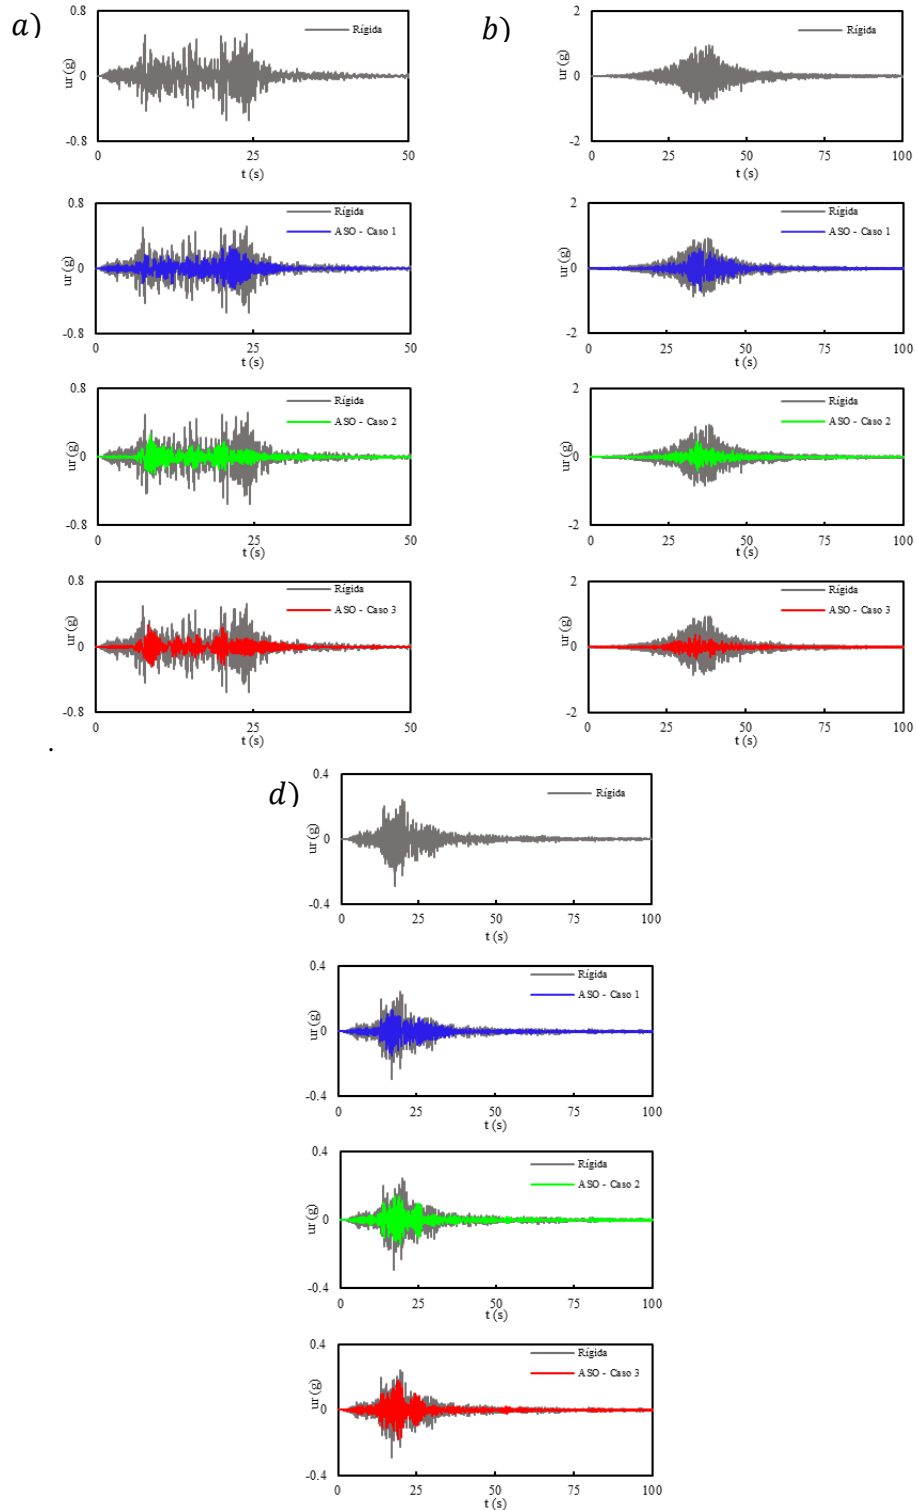 a)
0.8
Rígida
ur (g)
0
-0.8
0 25 50
t (s)
0.8
Rígida
ASO - Caso 1
ur (g)
0
-0.8
0 25 50
t (s)
0.8
Rígida
ASO - Caso 2
ur (g)
0
-0.8
0 25 50
t (s)
0.8
Rígida
ASO - Caso 3
ur (g)
0
-0.8
0 25 50
t (s)
.
b)
2
Rígida
ur (g)
0
-2
0 25 50 75 100
t (s)
2
Rígida
ASO - Caso 1
ur (g)
0
-2
0 25 50 75 100
t (s)
2
Rígida
ASO - Caso 2
ur (g)
0
-2
0 25 50 75 100
t (s)
2
Rígida
ASO - Caso 3
ur (g)
0
-2
0 25 50 75 100
t (s)
d)
0.4
Rígida
ur (g)
0
-0.4
0 25 50 75 100
t (s)
0.4
Rígida
ASO - Caso 1
ur (g)
0
-0.4
0 25 50 75 100
t (s)
0.4
Rígida
ASO - Caso 2
ur (g)
0
-0.4
0 25 50 75 100
t (s)
0.4
Rígida
ASO - Caso 3
ur (g)
0
-0.4
0 25 50 75 100
t (s)